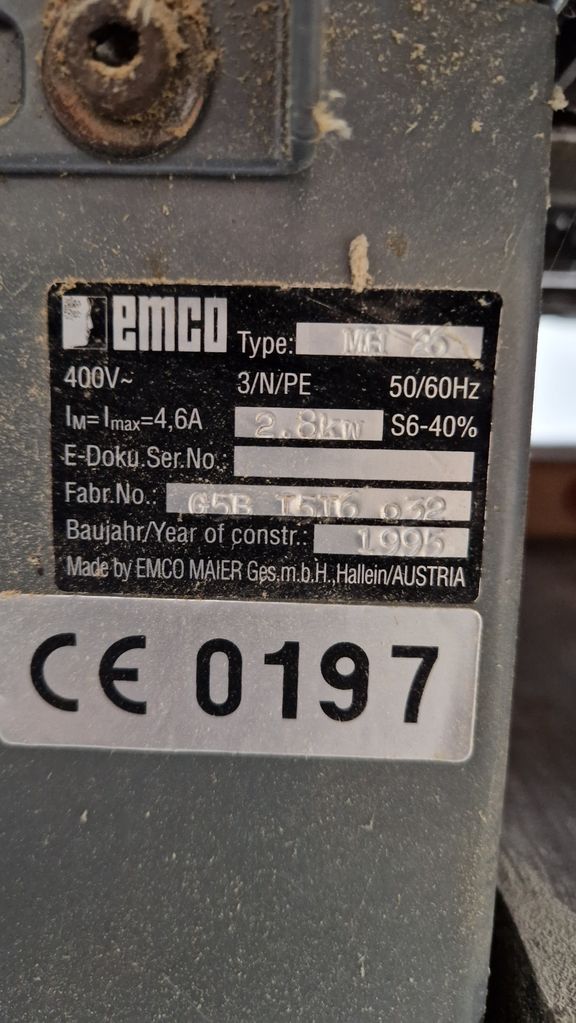 emco Type:
400V~ 3/N/PE 50/60Hz
IM=Imax=4,6A 2.8kw S6-40%
E-Doku.Ser.No.:
Fabr.No.: G5B
Baujahr/Year of constr.: 1995
Made by EMCO MAIER Ges.m.b.H.,Hallein/AUSTRIA
CE 0197